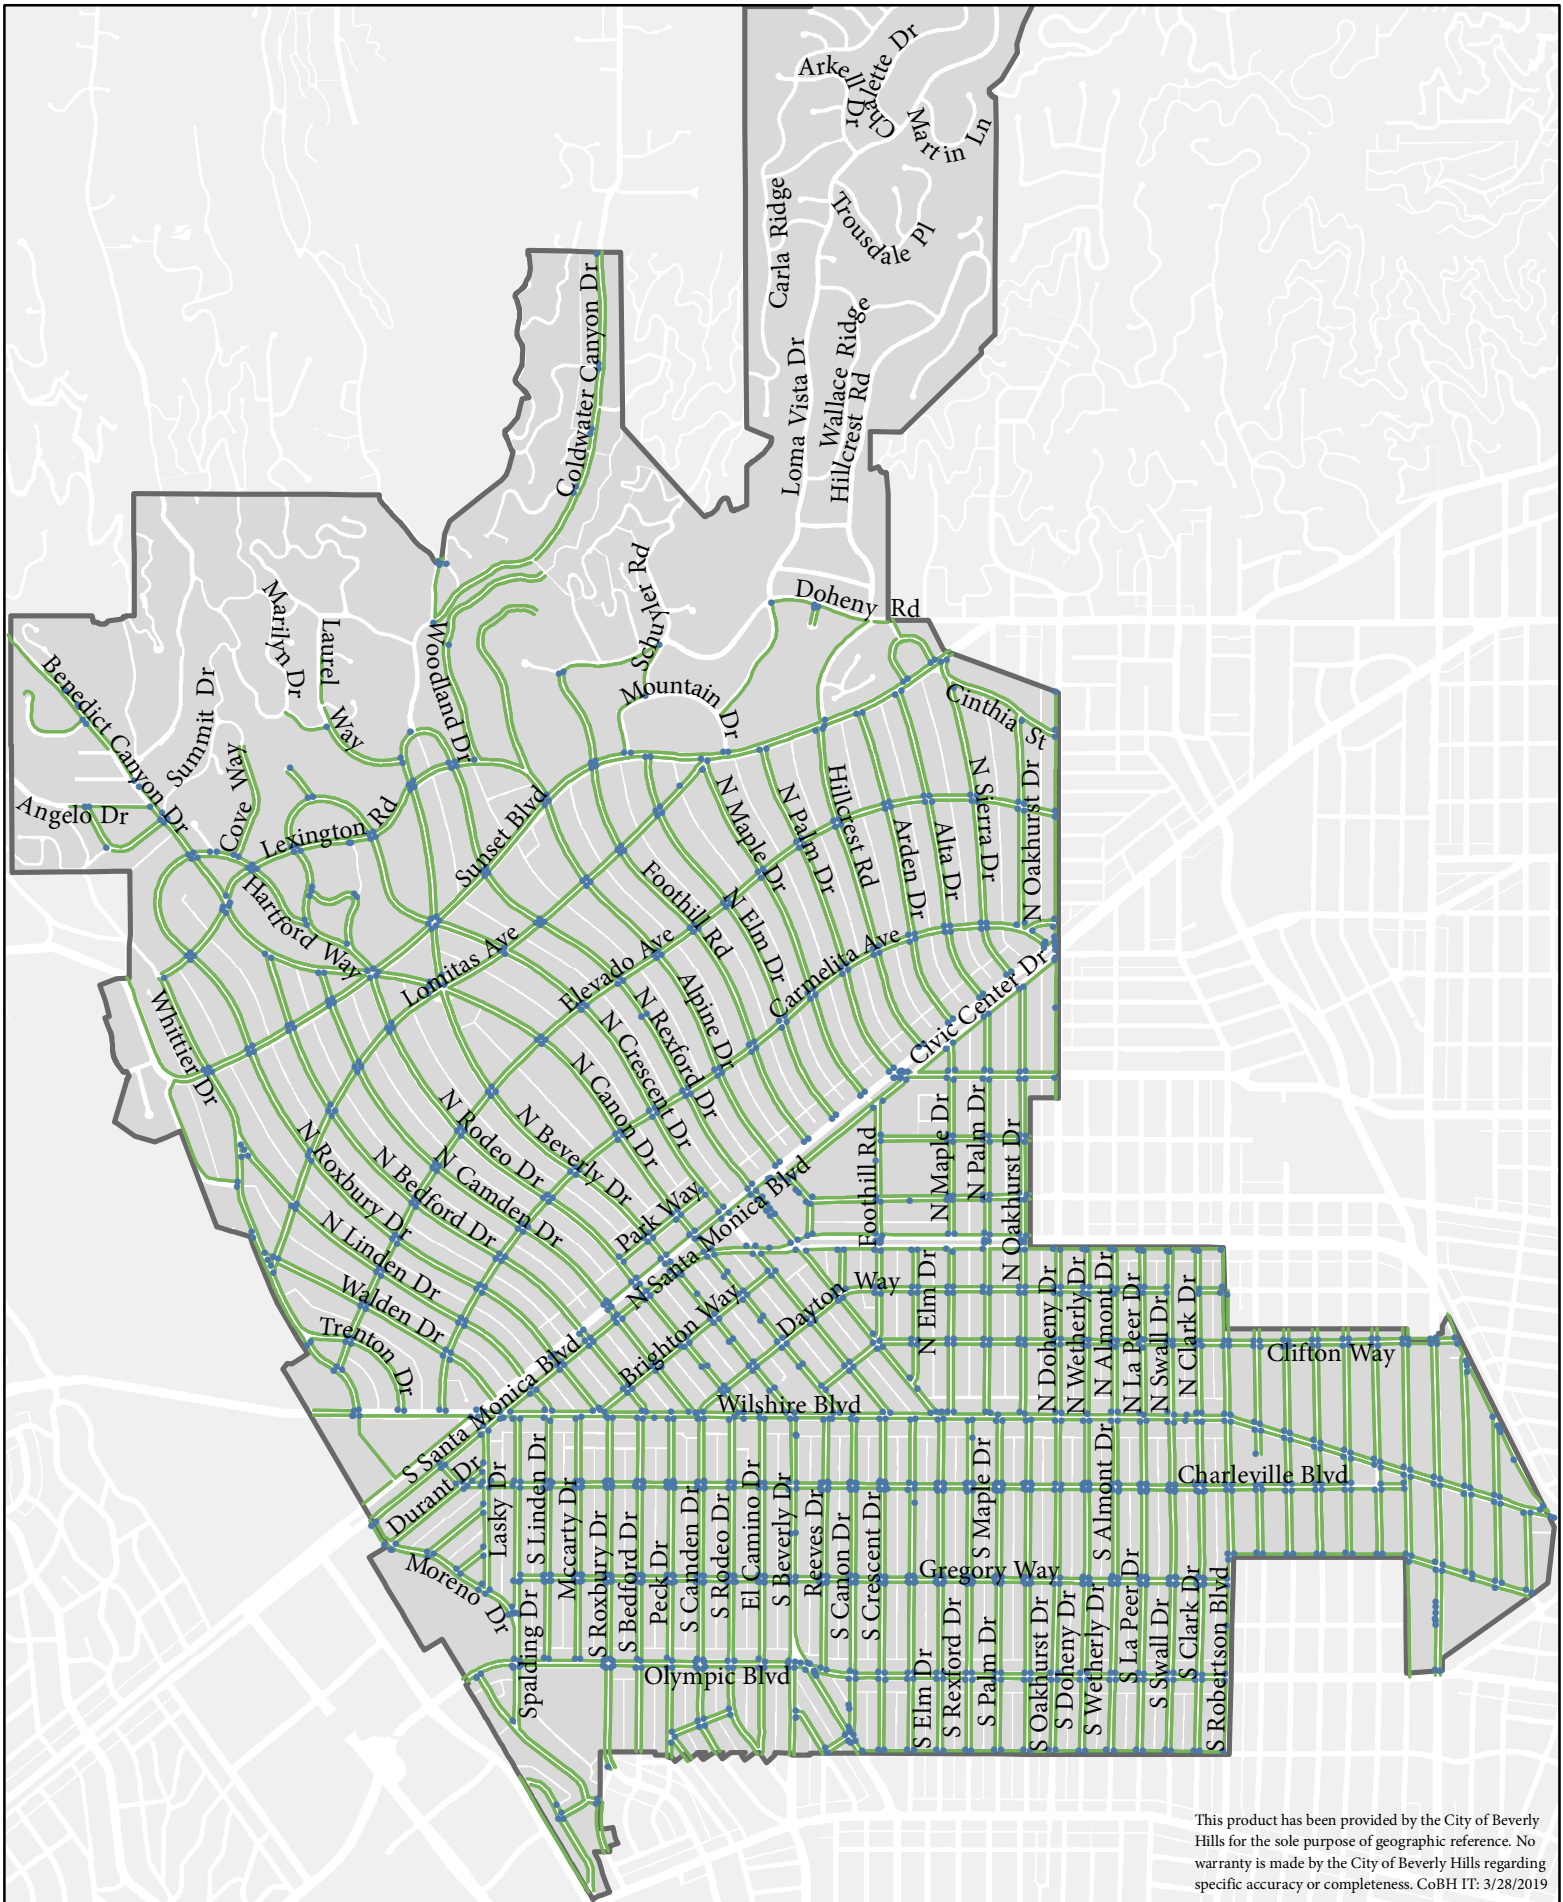 Chalette Dr
Arkell Dr
Martin Ln
Carla Ridge
Trousdale Pl
Coldwater Canyon Dr
Loma Vista Dr
Wallace Ridge
Hillcrest Rd
Schuyler Rd
Doheny Rd
Marilyn Dr
Laurel Way
Woodland Dr
Benedict Canyon Dr
Summit Dr
Mountain Dr
Cinthia St
Cove Way
Angelo Dr
Lexington Rd
Sunset Blvd
N Maple Dr
N Palm Dr
Hillcrest Rd
Arden Dr
Alta Dr
N Sierra Dr
N Oakhurst Dr
Hartford Way
Foothill Rd
N Elm Dr
Lomitas Ave
Elevado Ave
Carmelita Ave
Alpine Dr
Whittier Dr
N Rexford Dr
N Crescent Dr
Civic Center Dr
N Canon Dr
N Rodeo Dr
N Beverly Dr
N Roxbury Dr
N Bedford Dr
N Camden Dr
Foothill Rd
N Maple Dr
N Palm Dr
N Oakhurst Dr
Park Way
N Santa Monica Blvd
N Linden Dr
Walden Dr
Trenton Dr
Brighton Way
Dayton Way
N Elm Dr
N Doheny Dr
N Wetherly Dr
N Almont Dr
N La Peer Dr
N Swall Dr
N Clark Dr
Clifton Way
Wilshire Blvd
S Santa Monica Blvd
Durant Dr
Lasky Dr
S Linden Dr
Mccarty Dr
S Roxbury Dr
S Bedford Dr
Peck Dr
S Camden Dr
S Rodeo Dr
El Camino Dr
S Beverly Dr
Reeves Dr
S Canon Dr
S Crescent Dr
S Maple Dr
S Almont Dr
Charleville Blvd
Gregory Way
Moreno Dr
Spalding Dr
Olympic Blvd
S Elm Dr
S Rexford Dr
S Palm Dr
S Oakhurst Dr
S Doheny Dr
S Wetherly Dr
S La Peer Dr
S Swall Dr
S Clark Dr
S Robertson Blvd
This product has been provided by the City of Beverly
Hills for the sole purpose of geographic reference. No
warranty is made by the City of Beverly Hills regarding
specific accuracy or completeness. CoBH IT: 3/28/2019